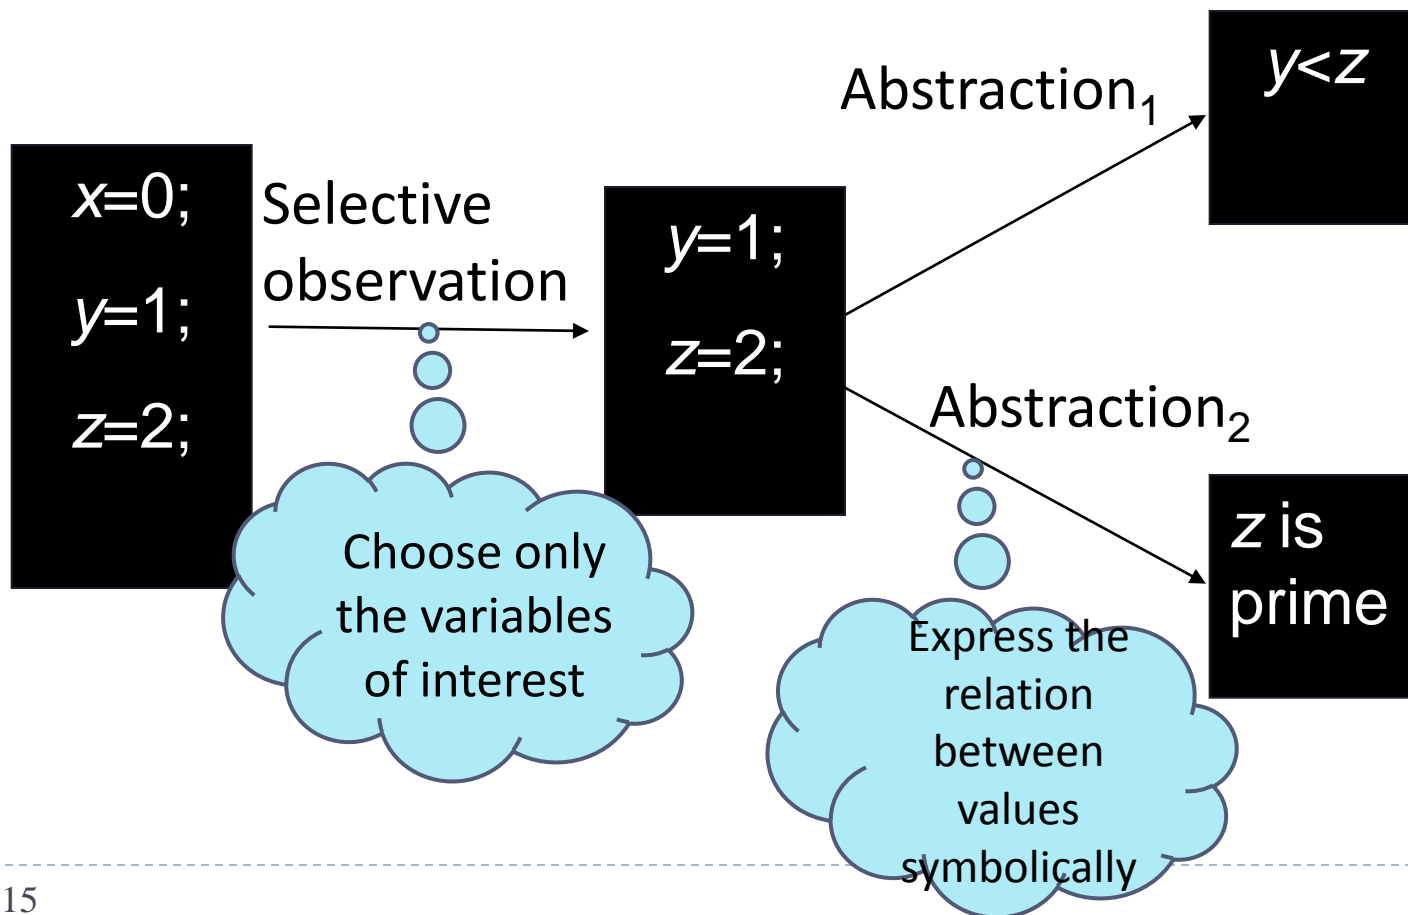 x=0;
y=1;
z=2;
Selective
observation
Choose only
the variables
of interest
y=1;
z=2;
Abstraction₁
y<z
Abstraction₂
Express the
relation
between
values
symbolically
z is
prime
15